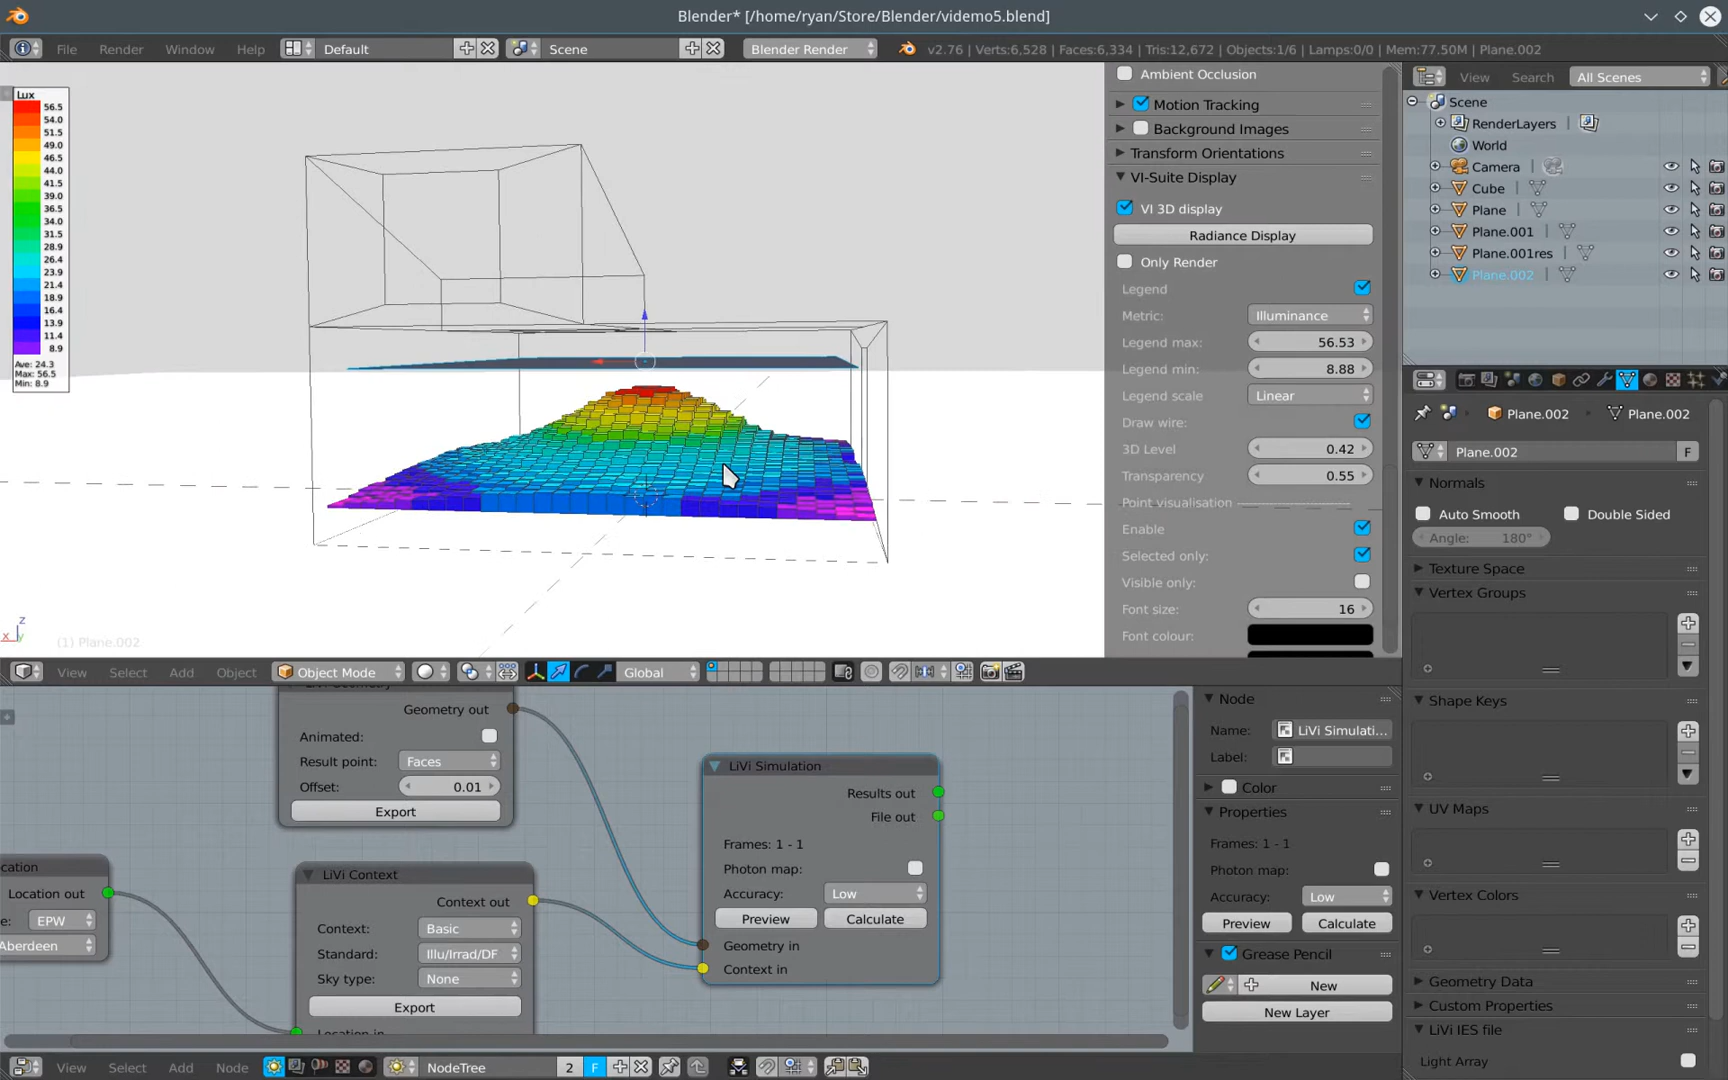 Blender* [/home/ryan/Store/Blender/videmo5.blend]
File Render Window Help Default Scene Blender Render v2.76 | Verts:6,528 | Faces:6,334 | Tris:12,672 | Objects:1/6 | Lamps:0/0 | Mem:77.50M | Plane.002
Lux
56.5
54.0
51.5
49.0
46.5
44.0
41.5
39.0
36.5
34.0
31.5
28.9
26.4
23.9
21.4
18.9
16.4
13.9
11.4
8.9
Ave: 24.3
Max: 56.5
Min: 8.9
z
x y
(1) Plane.002
Ambient Occlusion
Motion Tracking
Background Images
Transform Orientations
VI-Suite Display
VI 3D display
Radiance Display
Only Render
Legend
Metric: Illuminance
Legend max: 56.53
Legend min: 8.88
Legend scale Linear
Draw wire:
3D Level 0.42
Transparency 0.55
Point visualisation
Enable
Selected only:
Visible only:
Font size: 16
Font colour:
View Search All Scenes
Scene
RenderLayers
World
Camera
Cube
Plane
Plane.001
Plane.001res
Plane.002
Plane.002 Plane.002
Plane.002 F
Normals
Auto Smooth Double Sided
Angle: 180°
Texture Space
Vertex Groups
Shape Keys
UV Maps
Vertex Colors
Geometry Data
Custom Properties
LiVi IES file
Light Array
View Select Add Object Object Mode Global
Geometry out
Animated:
Result point: Faces
Offset: 0.01
Export
Location out
EPW
Aberdeen
LiVi Context
Context out
Context: Basic
Standard: Illu/Irrad/DF
Sky type: None
Export
LiVi Simulation
Results out
File out
Frames: 1 - 1
Photon map:
Accuracy: Low
Preview Calculate
Geometry in
Context in
Node
Name: LiVi Simulati...
Label:
Color
Properties
Frames: 1 - 1
Photon map:
Accuracy: Low
Preview Calculate
Grease Pencil
New
New Layer
View Select Add Node NodeTree 2 F